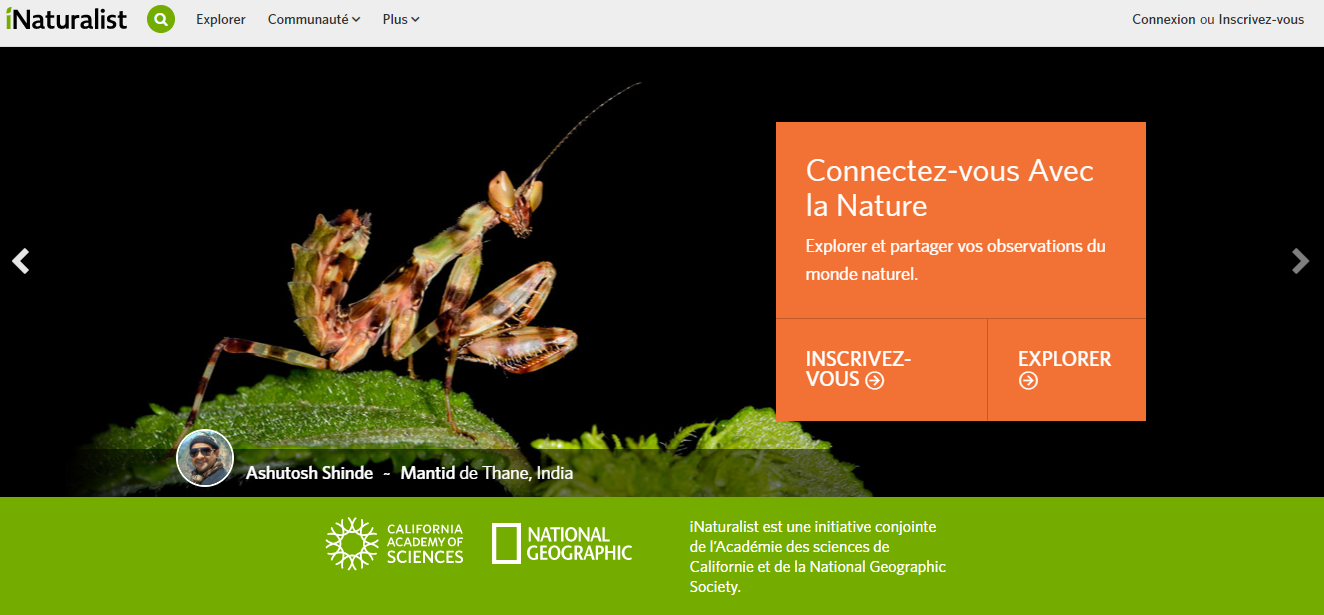 iNaturalist
Explorer
Communauté
Plus
Connexion ou Inscrivez-vous
Connectez-vous Avec
la Nature
Explorer et partager vos observations du
monde naturel.
INSCRIVEZ-
VOUS
EXPLORER
Ashutosh Shinde ~ Mantid de Thane, India
CALIFORNIA
ACADEMY OF
SCIENCES
NATIONAL
GEOGRAPHIC
iNaturalist est une initiative conjointe
de l'Académie des sciences de
Californie et de la National Geographic
Society.